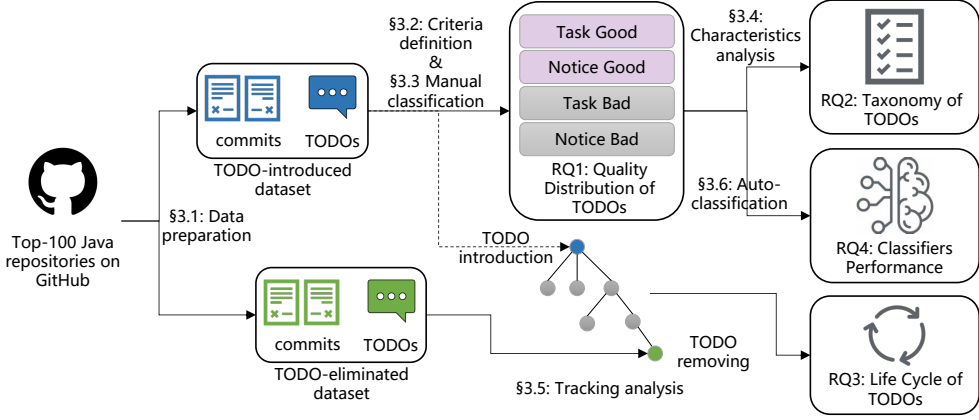 Top-100 Java
repositories on
GitHub
§3.1: Data
preparation
commits
TODOs
TODO-introduced
dataset
commits
TODOs
TODO-eliminated
dataset
§3.2: Criteria
definition
&
§3.3 Manual
classification
Task Good
Notice Good
Task Bad
Notice Bad
RQ1: Quality
Distribution of
TODOs
TODO
introduction
TODO
removing
§3.5: Tracking analysis
§3.4:
Characteristics
analysis
RQ2: Taxonomy of
TODOs
§3.6: Auto-
classification
RQ4: Classifiers
Performance
RQ3: Life Cycle of
TODOs